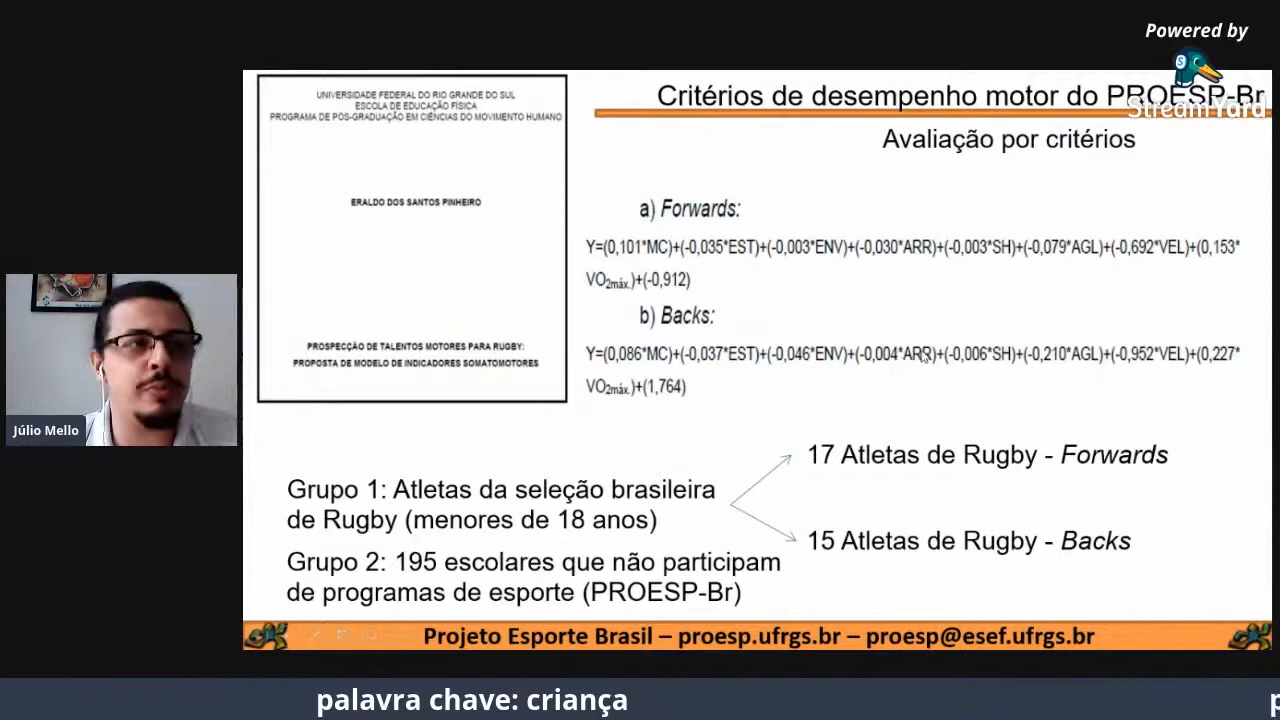 Powered by
StreamYard
UNIVERSIDADE FEDERAL DO RIO GRANDE DO SUL
ESCOLA DE EDUCAÇÃO FÍSICA
PROGRAMA DE PÓS-GRADUAÇÃO EM CIÊNCIAS DO MOVIMENTO HUMANO
ERALDO DOS SANTOS PINHEIRO
PROSPECÇÃO DE TALENTOS MOTORES PARA RUGBY:
PROPOSTA DE MODELO DE INDICADORES SOMATOMOTORES
Critérios de desempenho motor do PROESP-Br
Avaliação por critérios
a) Forwards:
Y=(0,101*MC)+(-0,035*EST)+(-0,003*ENV)+(-0,030*ARR)+(-0,003*SH)+(-0,079*AGL)+(-0,692*VEL)+(0,153*
VO2máx.)+(-0,912)
b) Backs:
Y=(0,086*MC)+(-0,037*EST)+(-0,046*ENV)+(-0,004*ARR)+(-0,006*SH)+(-0,210*AGL)+(-0,952*VEL)+(0,227*
VO2máx.)+(1,764)
Grupo 1: Atletas da seleção brasileira
de Rugby (menores de 18 anos)
17 Atletas de Rugby - Forwards
15 Atletas de Rugby - Backs
Grupo 2: 195 escolares que não participam
de programas de esporte (PROESP-Br)
Projeto Esporte Brasil – proesp.ufrgs.br – proesp@esef.ufrgs.br
Júlio Mello
palavra chave: criança